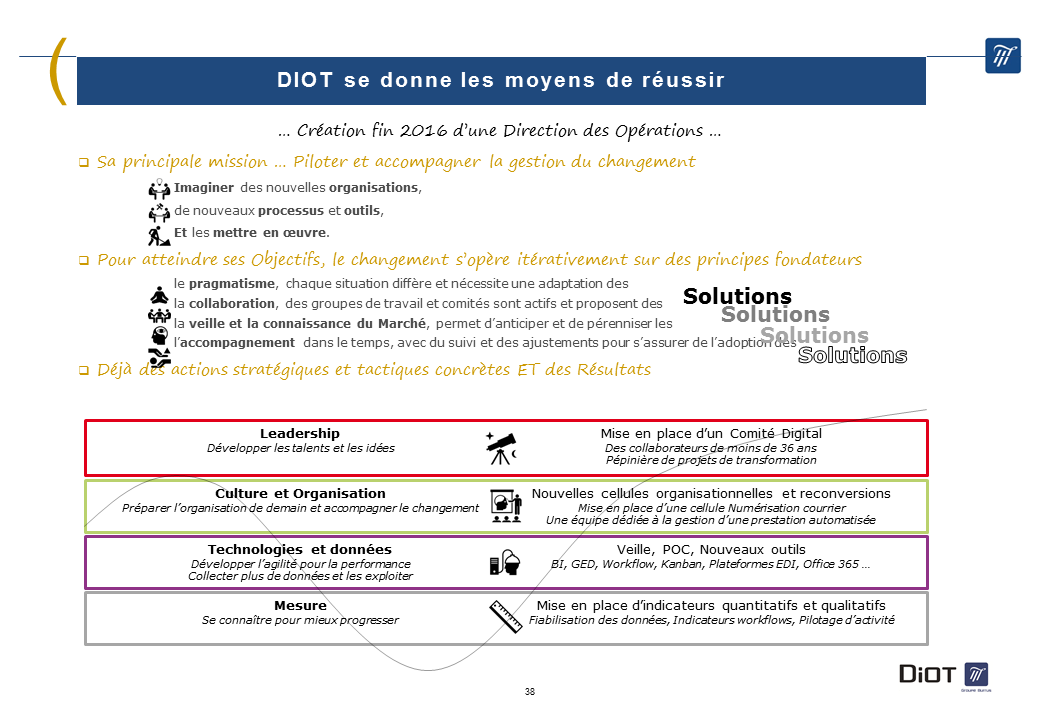 DIOT se donne les moyens de réussir
... Création fin 2016 d'une Direction des Opérations ...
Sa principale mission ... Piloter et accompagner la gestion du changement
Imaginer des nouvelles organisations,
de nouveaux processus et outils,
Et les mettre en œuvre.
Pour atteindre ses Objectifs, le changement s'opère itérativement sur des principes fondateurs
le pragmatisme, chaque situation diffère et nécessite une adaptation des
Solutions
la collaboration, des groupes de travail et comités sont actifs et proposent des
Solutions
la veille et la connaissance du Marché, permet d'anticiper et de pérenniser les
Solutions
l'accompagnement dans le temps, avec du suivi et des ajustements pour s'assurer de l'adoption des
Solutions
Déjà des actions stratégiques et tactiques concrètes ET des Résultats
Leadership
Développer les talents et les idées
Mise en place d'un Comité Digital
Des collaborateurs de moins de 36 ans
Pépinière de projets de transformation
Culture et Organisation
Préparer l'organisation de demain et accompagner le changement
Nouvelles cellules organisationnelles et reconversions
Mise en place d'une cellule Numérisation courrier
Une équipe dédiée à la gestion d'une prestation automatisée
Technologies et données
Développer l'agilité pour la performance
Collecter plus de données et les exploiter
Veille, POC, Nouveaux outils
BI, GED, Workflow, Kanban, Plateformes EDI, Office 365 ...
Mesure
Se connaître pour mieux progresser
Mise en place d'indicateurs quantitatifs et qualitatifs
Fiabilisation des données, Indicateurs workflows, Pilotage d'activité
DIOT
Groupe Burrus
38